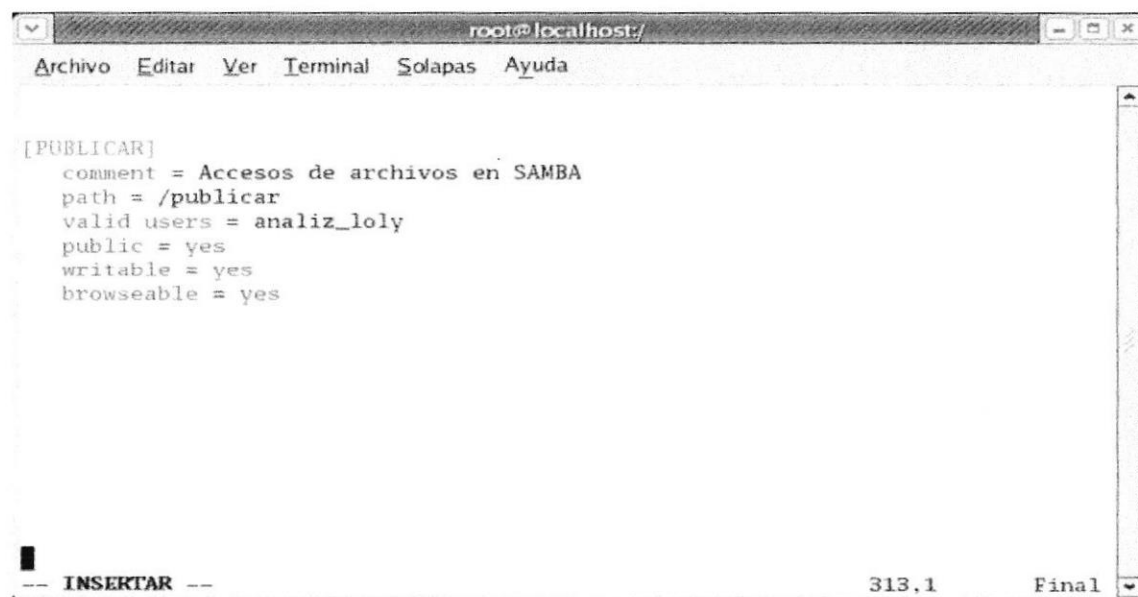 root@localhost:/
Archivo Editar Ver Terminal Solapas Ayuda
[PUBLICAR]
comment = Accesos de archivos en SAMBA
path = /publicar
valid users = analiz_loly
public = yes
writable = yes
browseable = yes
-- INSERTAR -- 313,1 Final